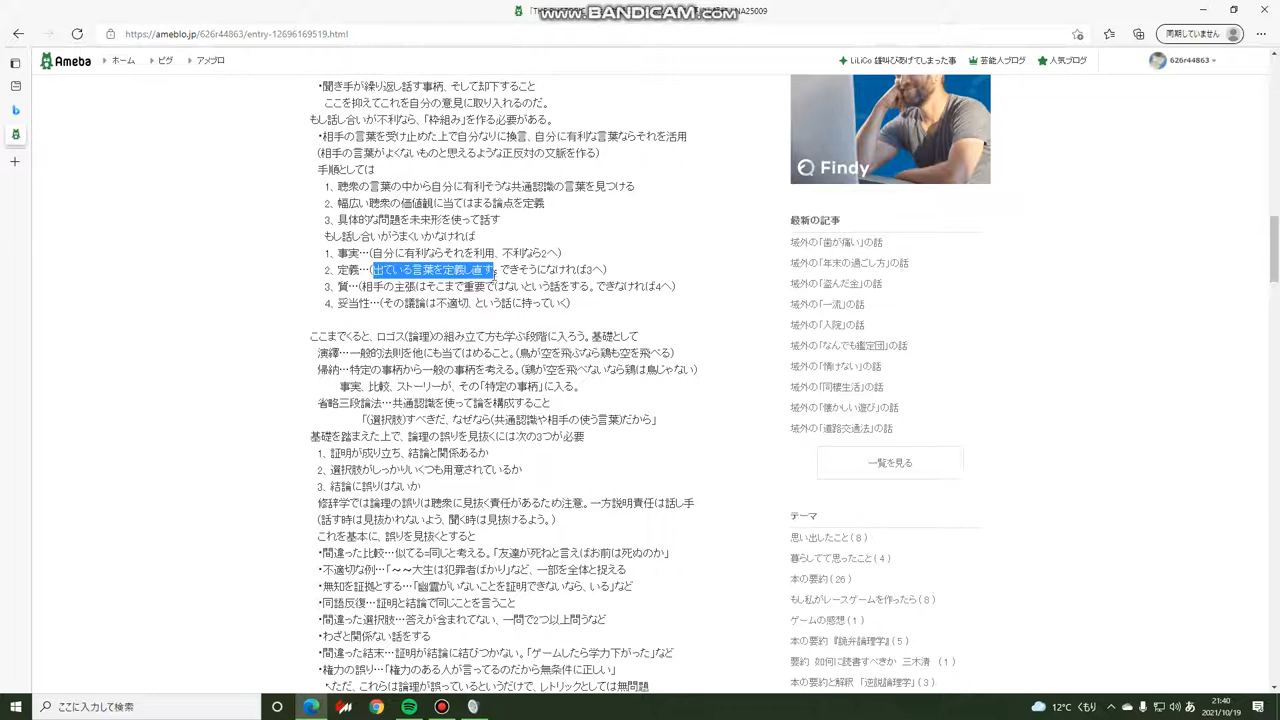 www.BANDICAM.com
NA25009
https://ameblo.jp/626r44863/entry-12696169519.html
同期していません
Ameba
ホーム
ピグ
アメブロ
LiLiCo 雄叫びあげてしまった事
芸能人ブログ
人気ブログ
626r44863
・聞き手が繰り返し話す事柄、そして却下すること
ここを抑えてこれを自分の意見に取り入れるのだ。
もし話し合いが不利なら、「枠組み」を作る必要がある。
・相手の言葉を受け止めた上で自分なりに換言、自分に有利な言葉ならそれを活用
(相手の言葉がよくないものと思えるような正反対の文脈を作る)
手順としては
1、聴衆の言葉の中から自分に有利そうな共通認識の言葉を見つける
2、幅広い聴衆の価値観に当てはまる論点を定義
3、具体的な問題を未来形を使って話す
もし話し合いがうまくいかなければ
1、事実…(自分に有利ならそれを利用、不利なら2へ)
2、定義…(出ている言葉を定義し直す。できそうになければ3へ)
3、質…(相手の主張はそこまで重要ではないという話をする。できなければ4へ)
4、妥当性…(その議論は不適切、という話に持っていく)
ここまでくると、ロゴス(論理)の組み立て方も学ぶ段階に入ろう。基礎として
演繹…一般的法則を他にも当てはめること。(鳥が空を飛ぶなら鶏も空を飛べる)
帰納…特定の事柄から一般の事柄を考える。(鶏が空を飛べないなら鶏は鳥じゃない)
事実、比較、ストーリーが、その「特定の事柄」に入る。
省略三段論法…共通認識を使って論を構成すること
「(選択肢)すべきだ、なぜなら(共通認識や相手の使う言葉)だから」
基礎を踏まえた上で、論理の誤りを見抜くには次の3つが必要
1、証明が成り立ち、結論と関係あるか
2、選択肢がしっかりいくつも用意されているか
3、結論に誤りはないか
修辞学では論理の誤りは聴衆に見抜く責任があるため注意。一方説明責任は話し手
(話す時は見抜かれないよう、聞く時は見抜けるよう。)
これを基本に、誤りを見抜くとすると
・間違った比較…似てる=同じと考える。「友達が死ねと言えばお前は死ぬのか」
・不適切な例…「～～大生は犯罪者ばかり」など、一部を全体と捉える
・無知を証拠とする…「幽霊がいないことを証明できないなら、いる」など
・同語反復…証明と結論で同じことを言うこと
・間違った選択肢…答えが含まれてない、一問で2つ以上問うなど
・わざと関係ない話をする
・間違った結末…証明が結論に結びつかない。「ゲームしたら学力下がった」など
・権力の誤り…「権力のある人が言ってるのだから無条件に正しい」
↖ただ、これらは論理が誤っているというだけで、レトリックとしては無問題
Findy
最新の記事
域外の「歯が痛い」の話
域外の「年末の過ごし方」の話
域外の「盗んだ金」の話
域外の「一流」の話
域外の「入院」の話
域外の「なんでも鑑定団」の話
域外の「情けない」の話
域外の「同棲生活」の話
域外の「懐かしい遊び」の話
域外の「道路交通法」の話
一覧を見る
テーマ
思い出したこと ( 8 )
暮らしてて思ったこと ( 4 )
本の要約 ( 26 )
もし私がレースゲームを作ったら ( 8 )
ゲームの感想 ( 1 )
本の要約 『詭弁論理学』 ( 5 )
要約 如何に読書すべきか 三木清 ( 1 )
本の要約と解釈 「逆説論理学」 ( 3 )
ここに入力して検索
12℃ くもり
21:40
2021/10/19